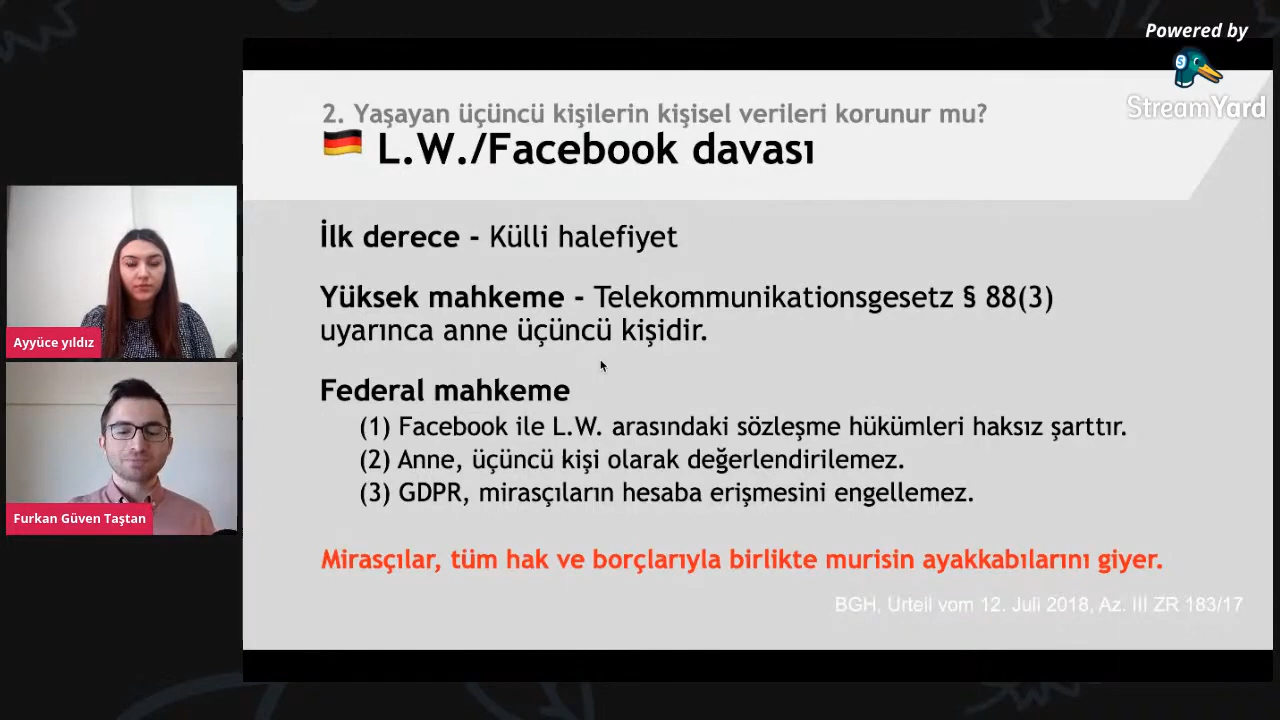 Powered by
StreamYard
2. Yaşayan üçüncü kişilerin kişisel verileri korunur mu?
L.W./Facebook davası
İlk derece - Külli halefiyet
Yüksek mahkeme - Telekommunikationsgesetz § 88(3)
uyarınca anne üçüncü kişidir.
Federal mahkeme
(1) Facebook ile L.W. arasındaki sözleşme hükümleri haksız şarttır.
(2) Anne, üçüncü kişi olarak değerlendirilemez.
(3) GDPR, mirasçıların hesaba erişmesini engellemez.
Mirasçılar, tüm hak ve borçlarıyla birlikte murisin ayakkabılarını giyer.
BGH, Urteil vom 12. Juli 2018, Az. III ZR 183/17
Ayyüce yıldız
Furkan Güven Taştan